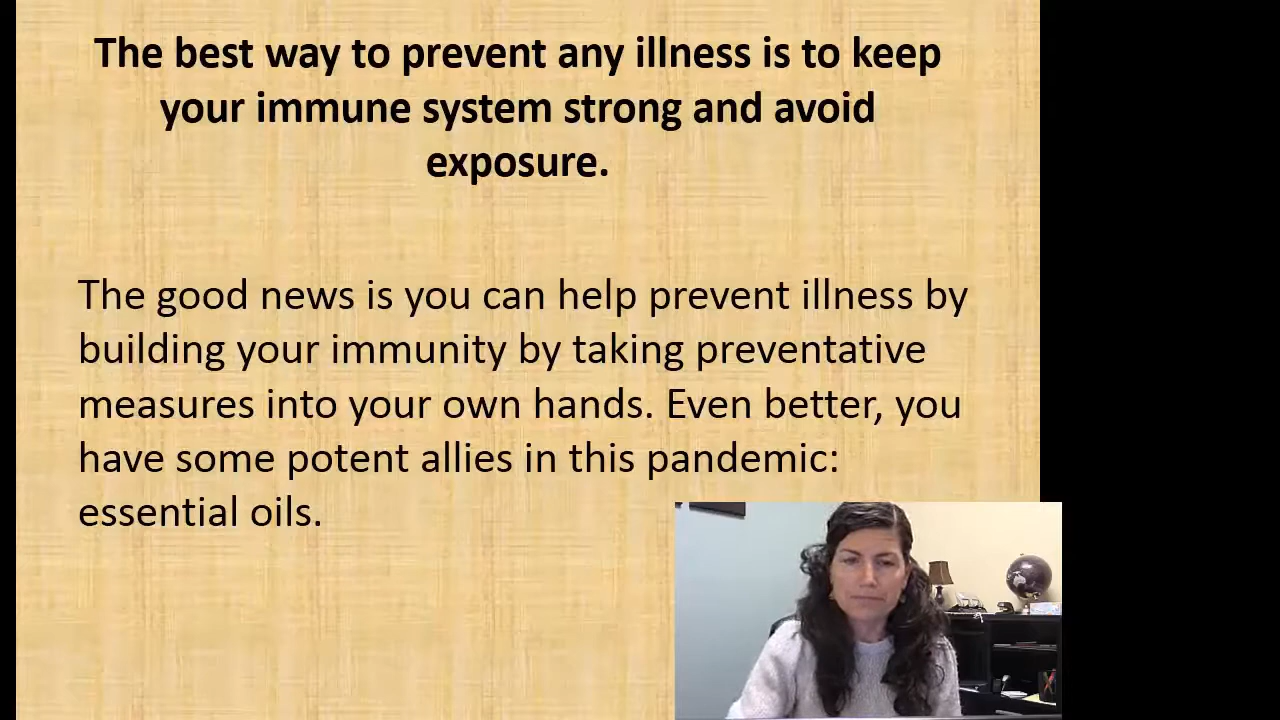 The best way to prevent any illness is to keep
your immune system strong and avoid
exposure.
The good news is you can help prevent illness by
building your immunity by taking preventative
measures into your own hands. Even better, you
have some potent allies in this pandemic:
essential oils.